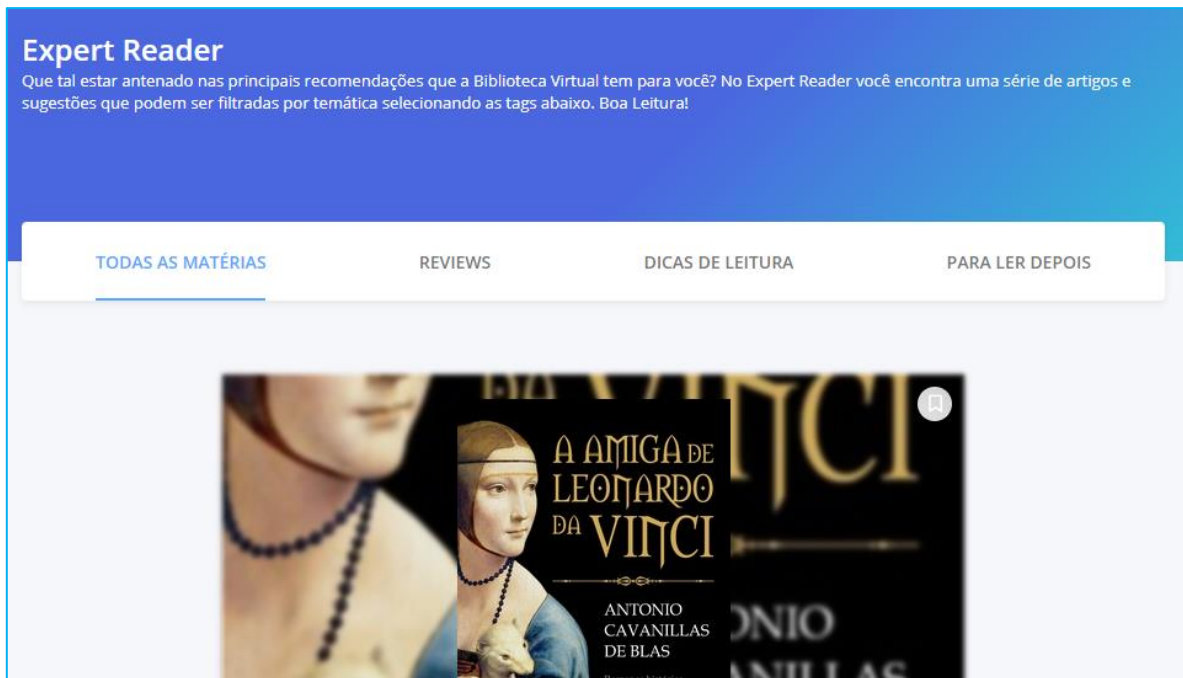 Expert Reader
Que tal estar antenado nas principais recomendações que a Biblioteca Virtual tem para você? No Expert Reader você encontra uma série de artigos e
sugestões que podem ser filtradas por temática selecionando as tags abaixo. Boa Leitura!
TODAS AS MATÉRIAS
REVIEWS
DICAS DE LEITURA
PARA LER DEPOIS
DA VINCI
A AMIGA DE
LEONARDO
DA VINCI
ANTONIO
CAVANILLAS
DE BLAS